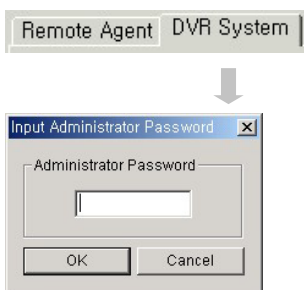 Remote Agent DVR System
Input Administrator Password
Administrator Password
OK Cancel